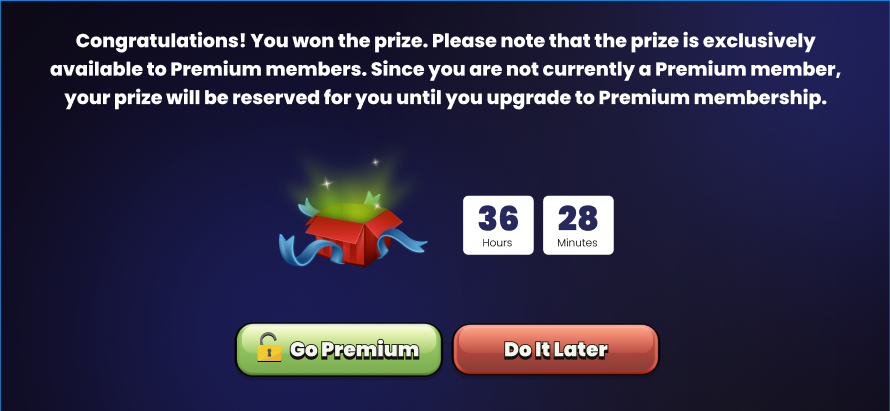 Congratulations! You won the prize. Please note that the prize is exclusively
available to Premium members. Since you are not currently a Premium member,
your prize will be reserved for you until you upgrade to Premium membership.
36 28
Hours Minutes
Go Premium Do It Later